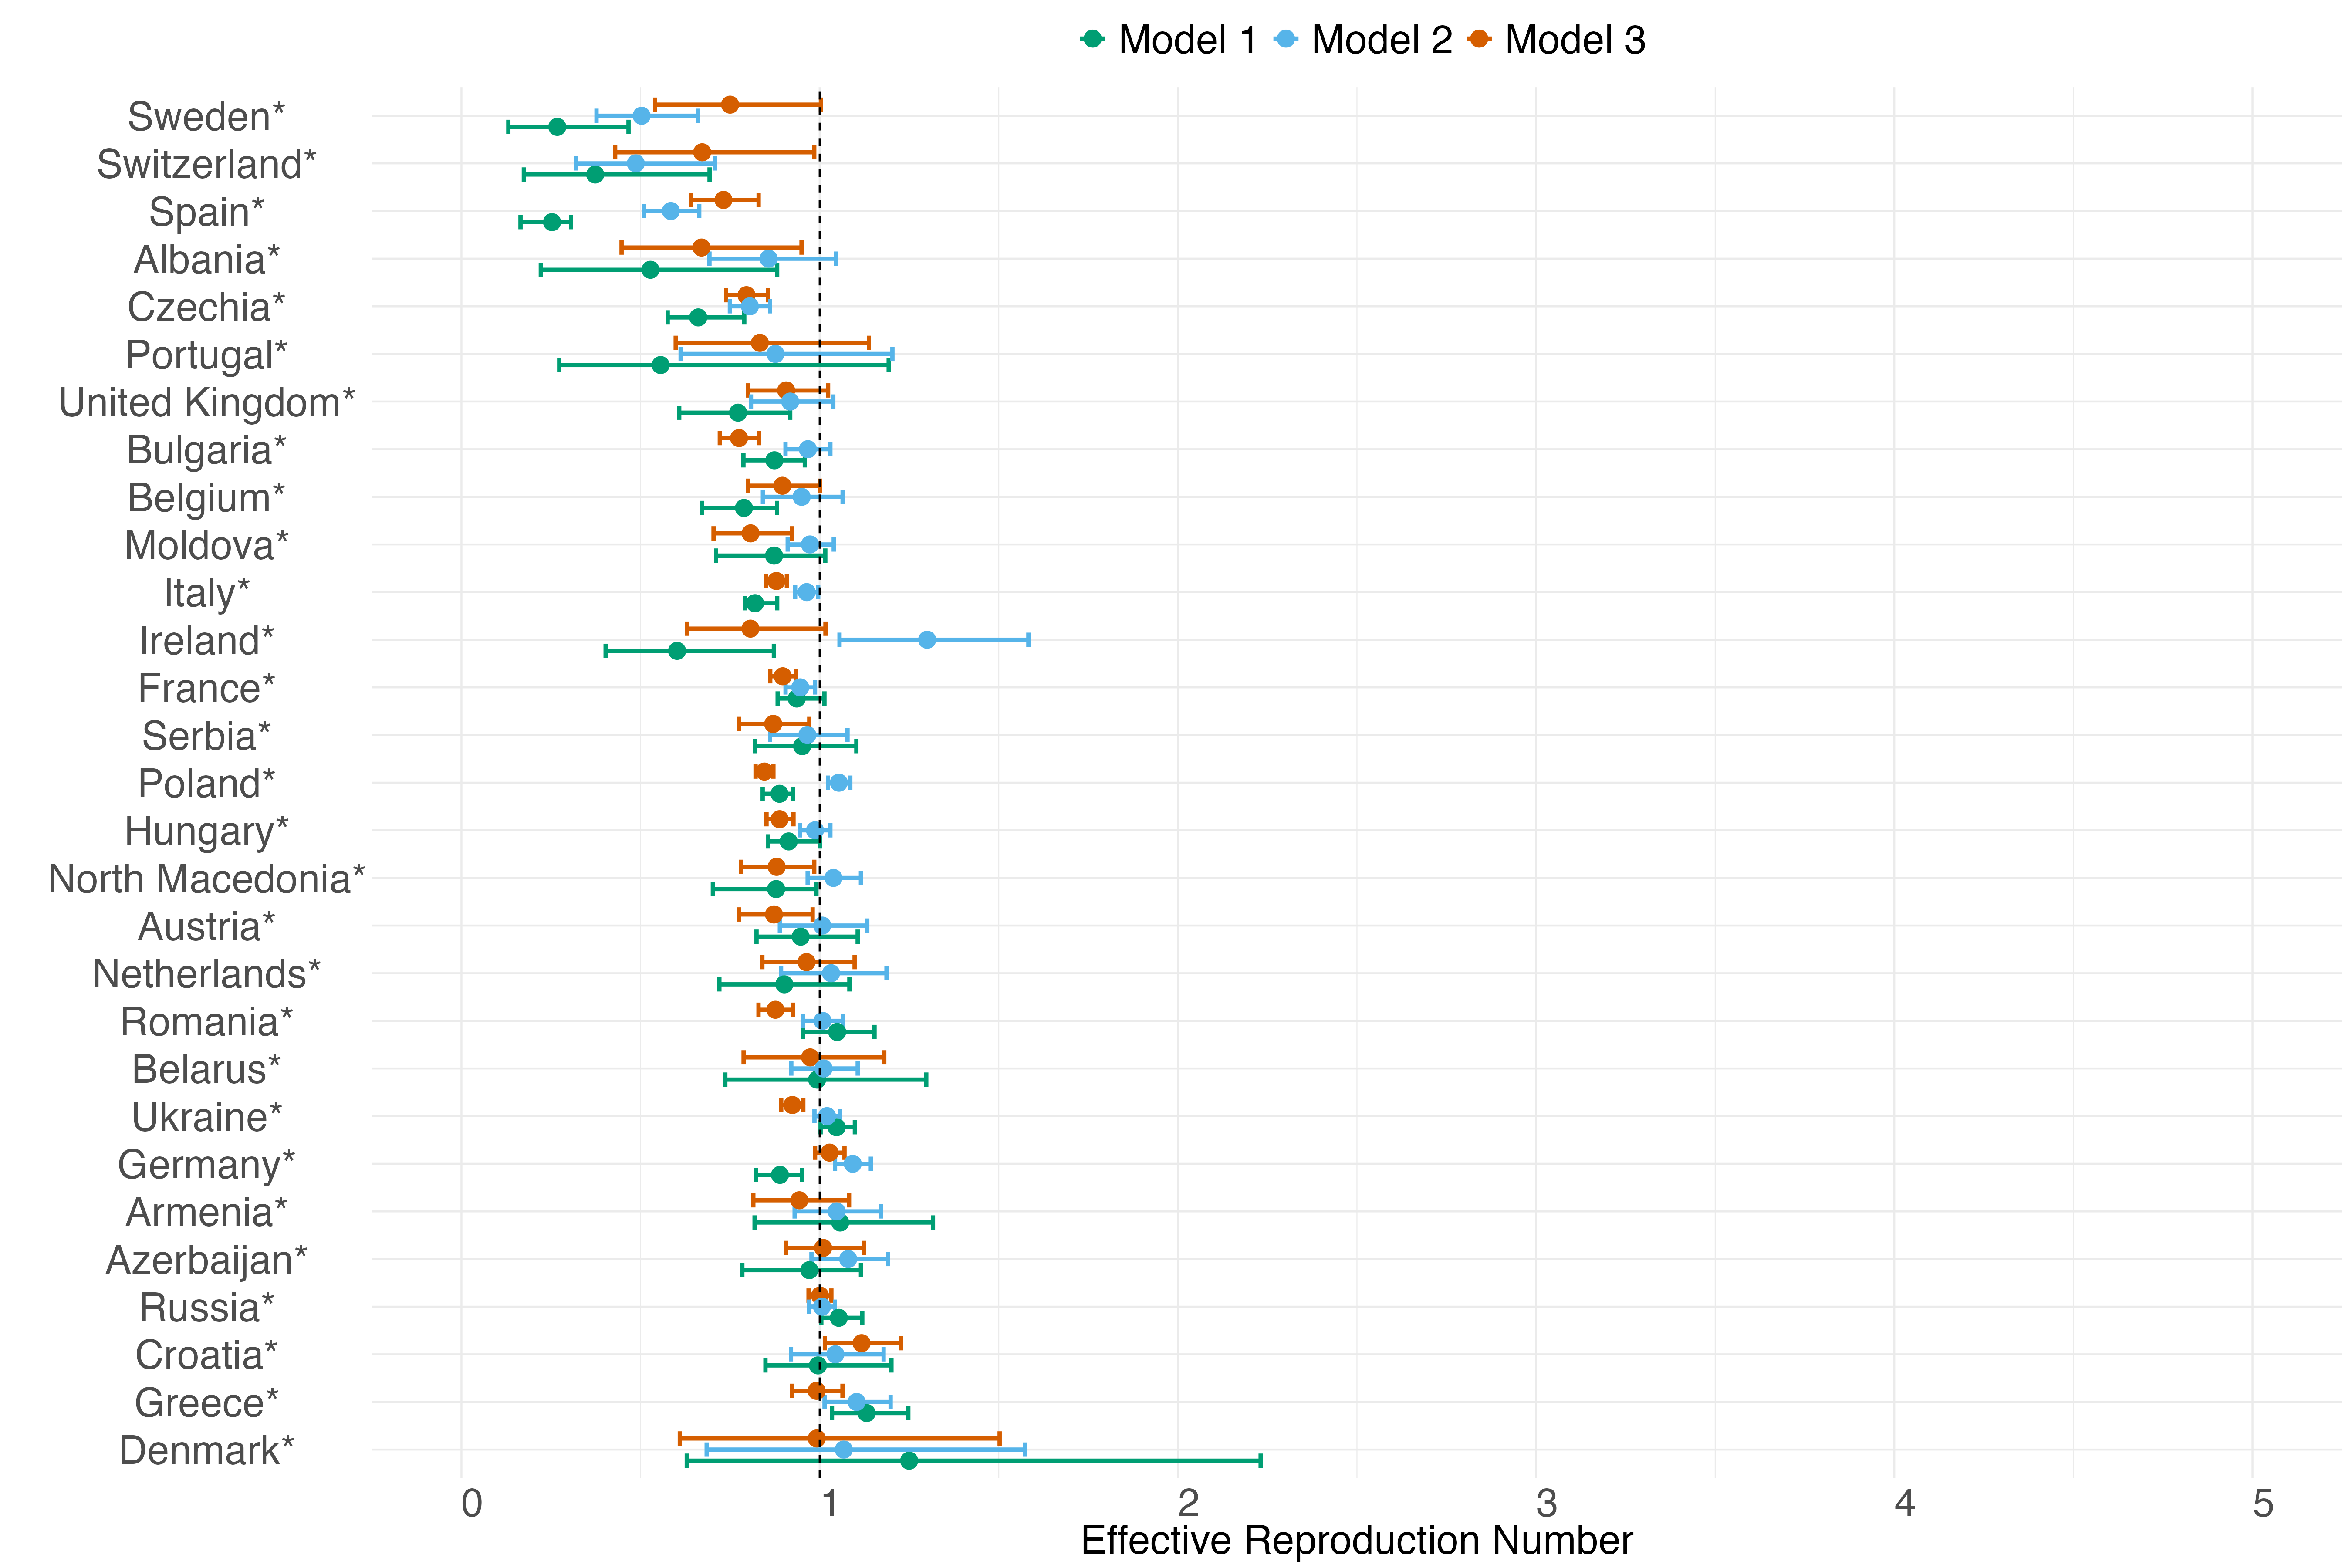 Model 1 Model 2 Model 3
Sweden*
Switzerland*
Spain*
Albania*
Czechia*
Portugal*
United Kingdom*
Bulgaria*
Belgium*
Moldova*
Italy*
Ireland*
France*
Serbia*
Poland*
Hungary*
North Macedonia*
Austria*
Netherlands*
Romania*
Belarus*
Ukraine*
Germany*
Armenia*
Azerbaijan*
Russia*
Croatia*
Greece*
Denmark*
0 1 2 3 4 5
Effective Reproduction Number